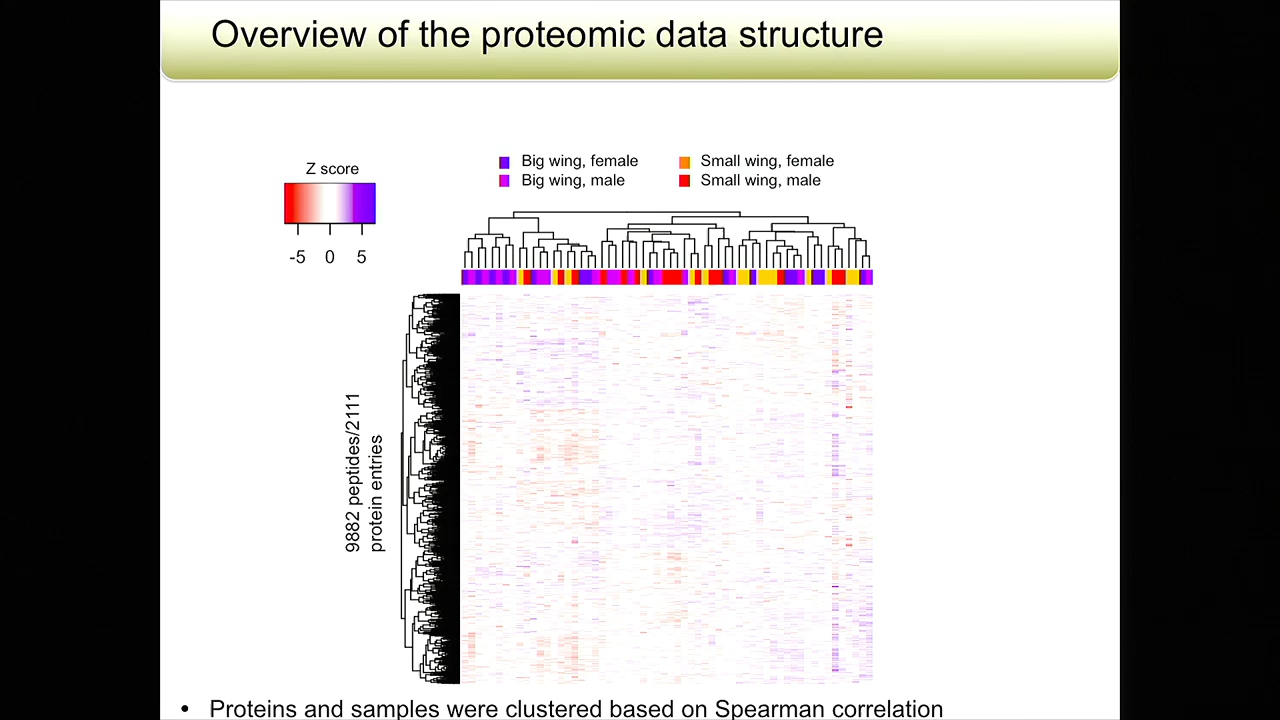 Overview of the proteomic data structure
Z score
-5 0 5
Big wing, female
Big wing, male
Small wing, female
Small wing, male
9882 peptides/2111
protein entries
• Proteins and samples were clustered based on Spearman correlation